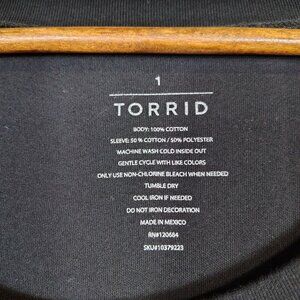 1
TORRID
BODY: 100% COTTON
SLEEVE: 50 % COTTON / 50% POLYESTER
MACHINE WASH COLD INSIDE OUT
GENTLE CYCLE WITH LIKE COLORS
ONLY USE NON-CHLORINE BLEACH WHEN NEEDED
TUMBLE DRY
COOL IRON IF NEEDED
DO NOT IRON DECORATION
MADE IN MEXICO
RN#120664
SKU#10379223